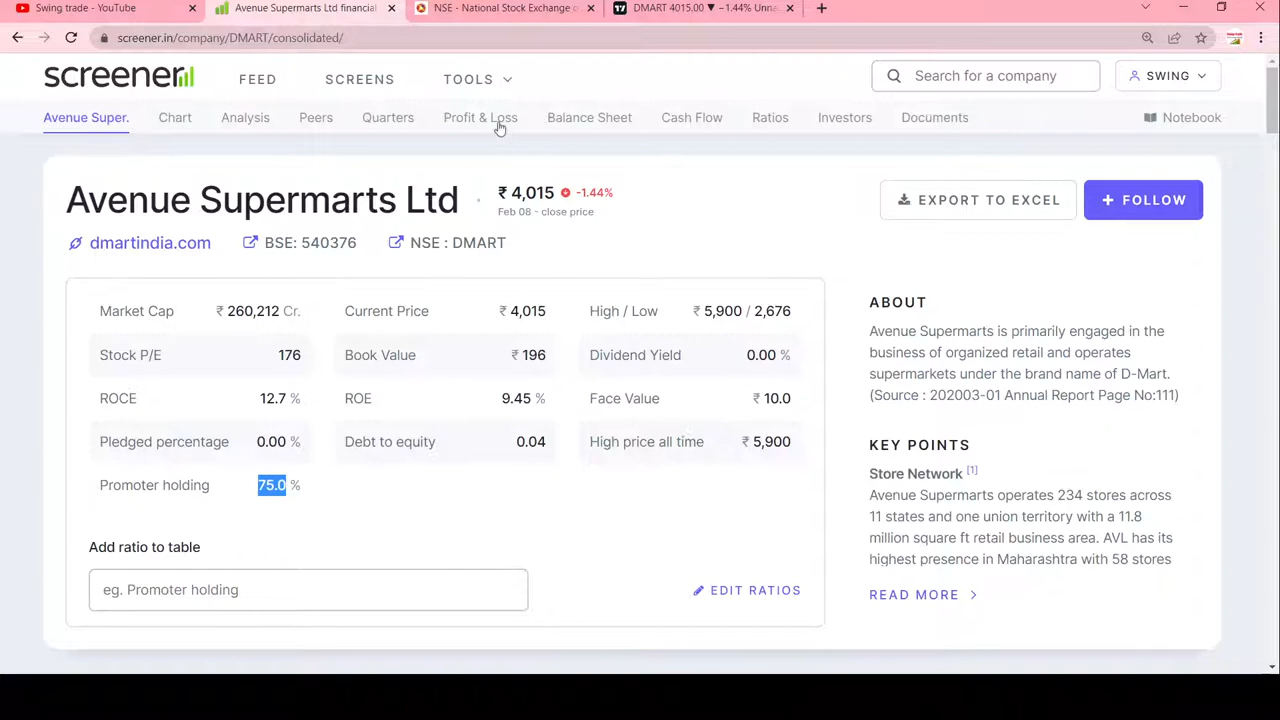 Swing trade - YouTube
Avenue Supermarts Ltd financial
NSE - National Stock Exchange o
DMART 4015.00 ▼ −1.44% Unna
screener.in/company/DMART/consolidated/
screener
FEED
SCREENS
TOOLS
Search for a company
SWING
Avenue Super.
Chart
Analysis
Peers
Quarters
Profit & Loss
Balance Sheet
Cash Flow
Ratios
Investors
Documents
Notebook
Avenue Supermarts Ltd
₹ 4,015 -1.44%
Feb 08 - close price
EXPORT TO EXCEL
+ FOLLOW
dmartindia.com
BSE: 540376
NSE : DMART
Market Cap ₹ 260,212 Cr.
Current Price ₹ 4,015
High / Low ₹ 5,900 / 2,676
Stock P/E 176
Book Value ₹ 196
Dividend Yield 0.00 %
ROCE 12.7 %
ROE 9.45 %
Face Value ₹ 10.0
Pledged percentage 0.00 %
Debt to equity 0.04
High price all time ₹ 5,900
Promoter holding 75.0 %
Add ratio to table
eg. Promoter holding
EDIT RATIOS
ABOUT
Avenue Supermarts is primarily engaged in the
business of organized retail and operates
supermarkets under the brand name of D-Mart.
(Source : 202003-01 Annual Report Page No:111)
KEY POINTS
Store Network [1]
Avenue Supermarts operates 234 stores across
11 states and one union territory with a 11.8
million square ft retail business area. AVL has its
highest presence in Maharashtra with 58 stores
READ MORE